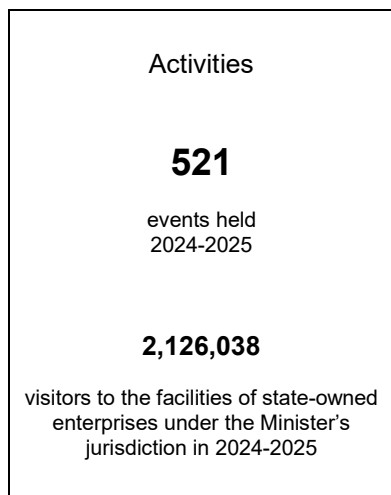 Activities
521
events held
2024-2025
2,126,038
visitors to the facilities of state-owned
enterprises under the Minister’s
jurisdiction in 2024-2025